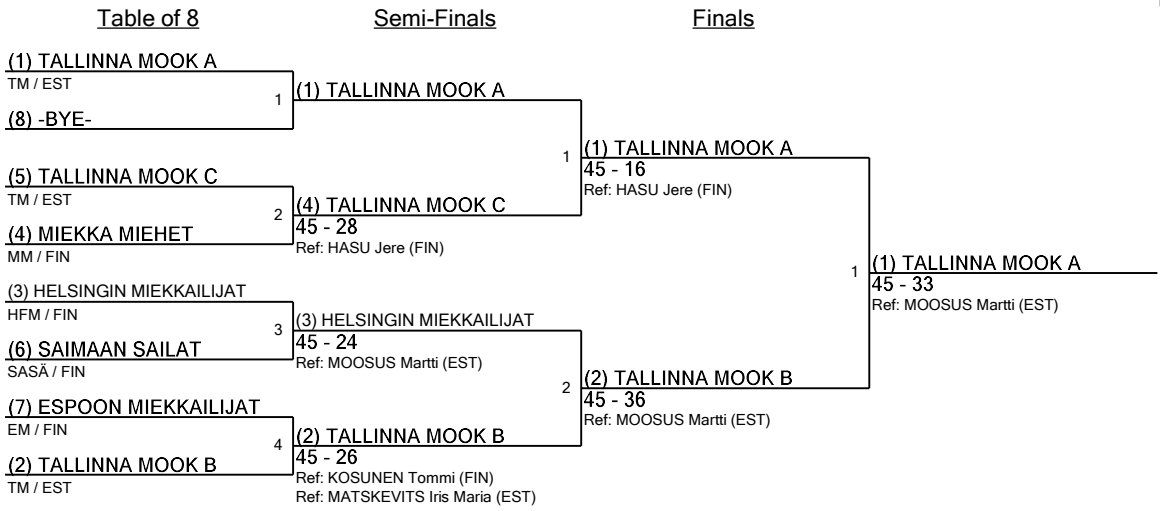 Table of 8
Semi-Finals
Finals
(1) TALLINNA MOOK A
TM / EST
1
(8) -BYE-
(1) TALLINNA MOOK A
(5) TALLINNA MOOK C
TM / EST
2
(4) MIEKKA MIEHET
MM / FIN
(4) TALLINNA MOOK C
45 - 28
Ref: HASU Jere (FIN)
1
(1) TALLINNA MOOK A
45 - 16
Ref: HASU Jere (FIN)
(3) HELSINGIN MIEKKAILIJAT
HFM / FIN
3
(6) SAIMAAN SAILAT
SASÄ / FIN
(3) HELSINGIN MIEKKAILIJAT
45 - 24
Ref: MOOSUS Martti (EST)
(7) ESPOON MIEKKAILIJAT
EM / FIN
4
(2) TALLINNA MOOK B
TM / EST
(2) TALLINNA MOOK B
45 - 26
Ref: KOSUNEN Tommi (FIN)
Ref: MATSKEVITS Iris Maria (EST)
2
(2) TALLINNA MOOK B
45 - 36
Ref: MOOSUS Martti (EST)
1
(1) TALLINNA MOOK A
45 - 33
Ref: MOOSUS Martti (EST)